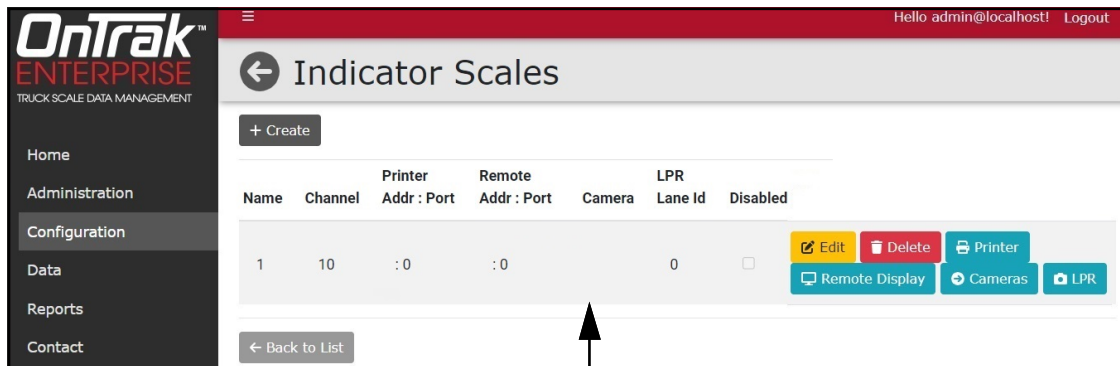 OnTrak™
ENTERPRISE
TRUCK SCALE DATA MANAGEMENT
Home
Administration
Configuration
Data
Reports
Contact
Hello admin@localhost! Logout
Indicator Scales
+ Create
Name Channel Printer Addr : Port Remote Addr : Port Camera LPR Lane Id Disabled
1 10 : 0 : 0 0
Edit Delete Printer
Remote Display Cameras LPR
← Back to List